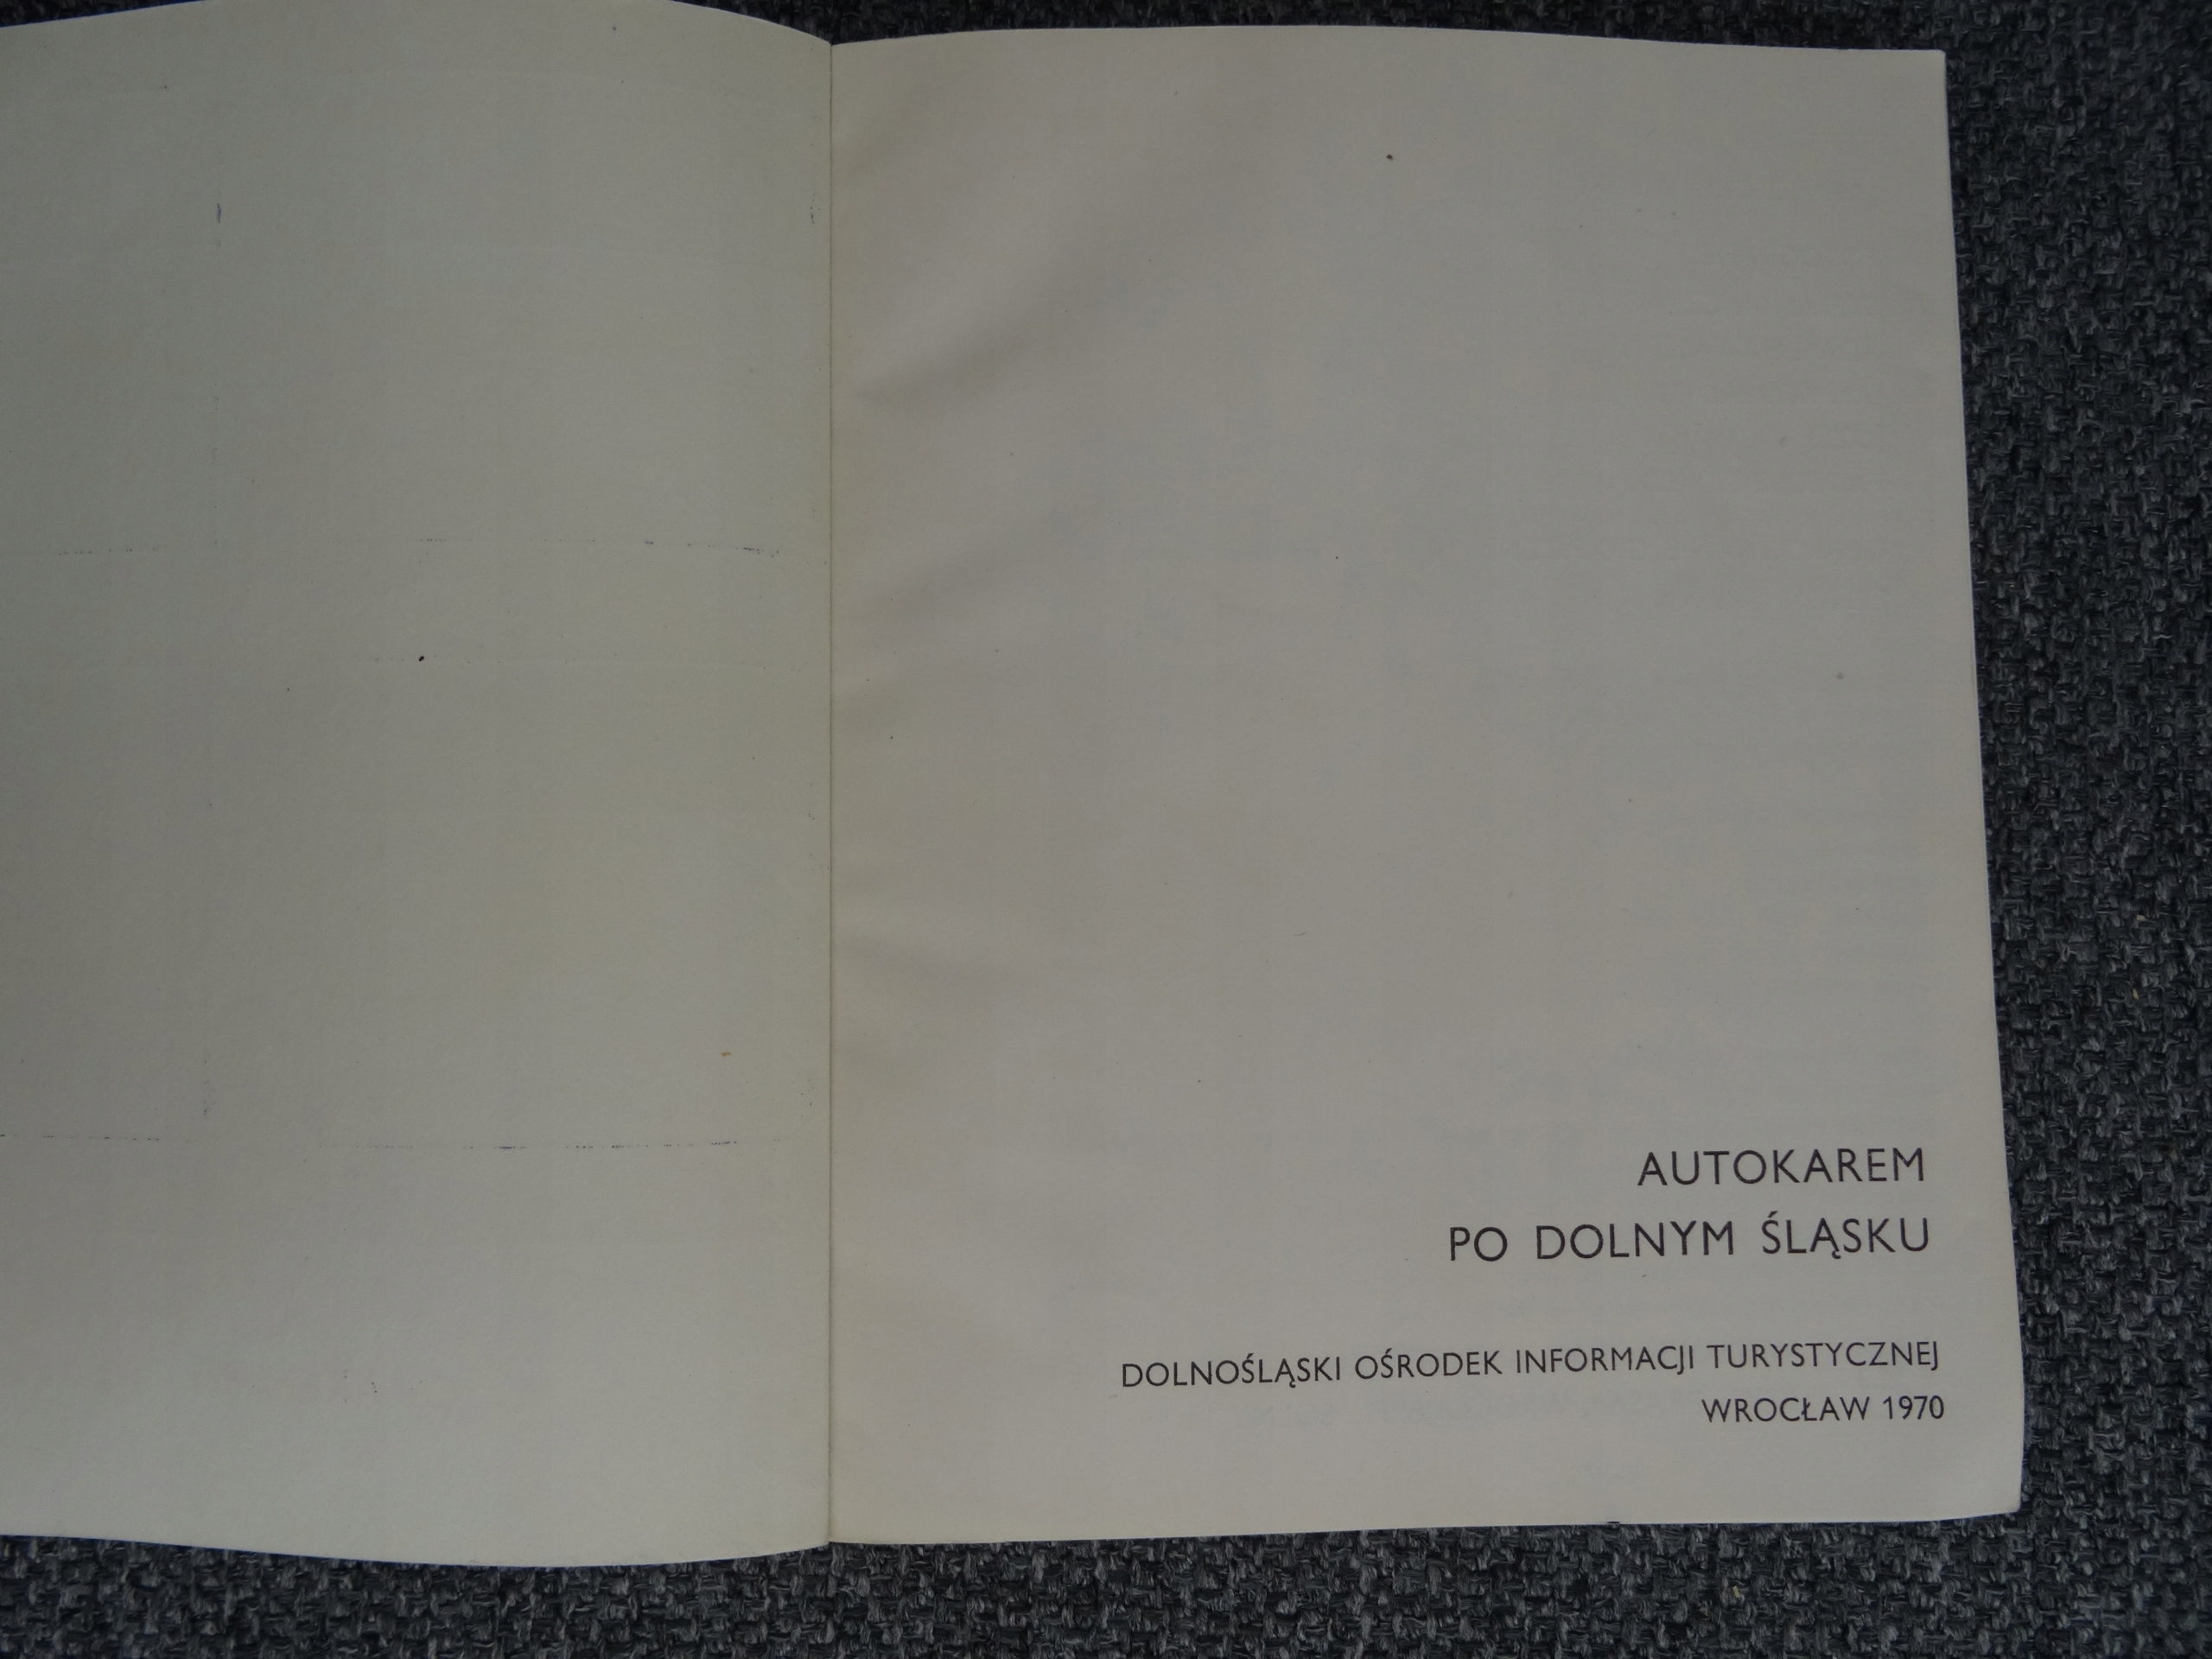 AUTOKAREM
PO DOLNYM ŚLĄSKU
DOLNOŚLĄSKI OŚRODEK INFORMACJI TURYSTYCZNEJ
WROCŁAW 1970